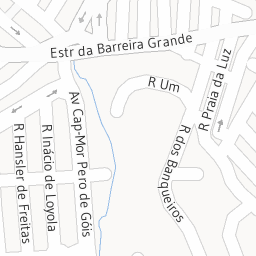 Estr da Barreira Grande
R Um
R Praia da Luz
R dos Banqueiros
Av Cap-Mor Pero de Góis
R Inácio de Loyola
R Hansler de Freitas